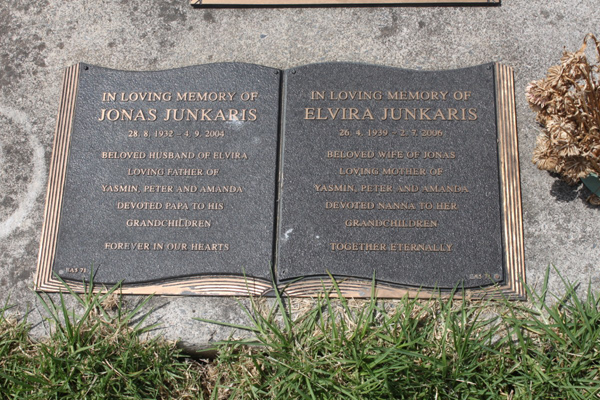 IN LOVING MEMORY OF
JONAS JUNKARIS
28. 8. 1932 - 4. 9. 2004
BELOVED HUSBAND OF ELVIRA
LOVING FATHER OF
YASMIN, PETER AND AMANDA
DEVOTED PAPA TO HIS
GRANDCHILDREN
FOREVER IN OUR HEARTS
IN LOVING MEMORY OF
ELVIRA JUNKARIS
26. 4. 1939 - 2. 7. 2006
BELOVED WIFE OF JONAS
LOVING MOTHER OF
YASMIN, PETER AND AMANDA
DEVOTED NANNA TO HER
GRANDCHILDREN
TOGETHER ETERNALLY